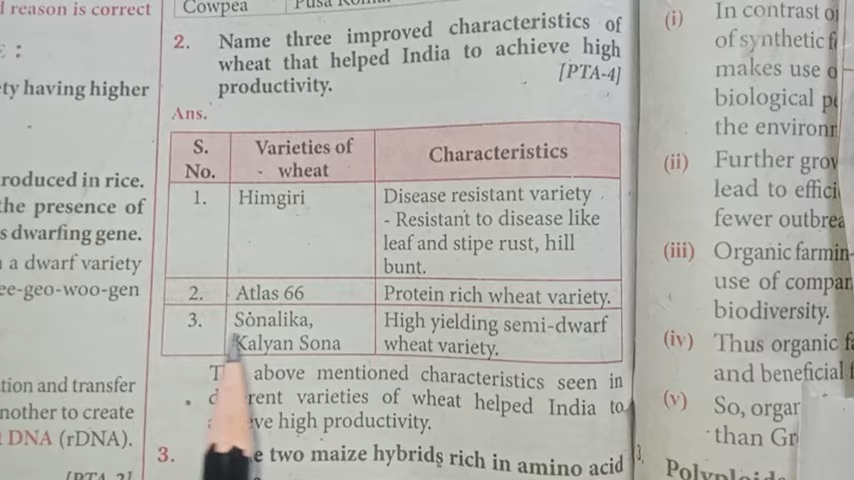 reason is correct
ty having higher
roduced in rice.
the presence of
s dwarfing gene.
a dwarf variety
ee-geo-woo-gen
tion and transfer
nother to create
DNA (rDNA).
Cowpea
2. Name three improved characteristics of
wheat that helped India to achieve high
productivity. [PTA-4]
Ans.
S. No. Varieties of wheat Characteristics
1. Himgiri Disease resistant variety
- Resistant to disease like
leaf and stipe rust, hill
bunt.
2. Atlas 66 Protein rich wheat variety.
3. Sonalika, High yielding semi-dwarf
Kalyan Sona wheat variety.
above mentioned characteristics seen in
rent varieties of wheat helped India to
ve high productivity.
3. e two maize hybrids rich in amino acid
(i) In contrast
of synthetic
makes use o
biological
the environ
(ii) Further grow
lead to effici
fewer outbrea
(iii) Organic farmin
use of compan
biodiversity.
(iv) Thus organic
and beneficial
(v) So, organ
than Gr